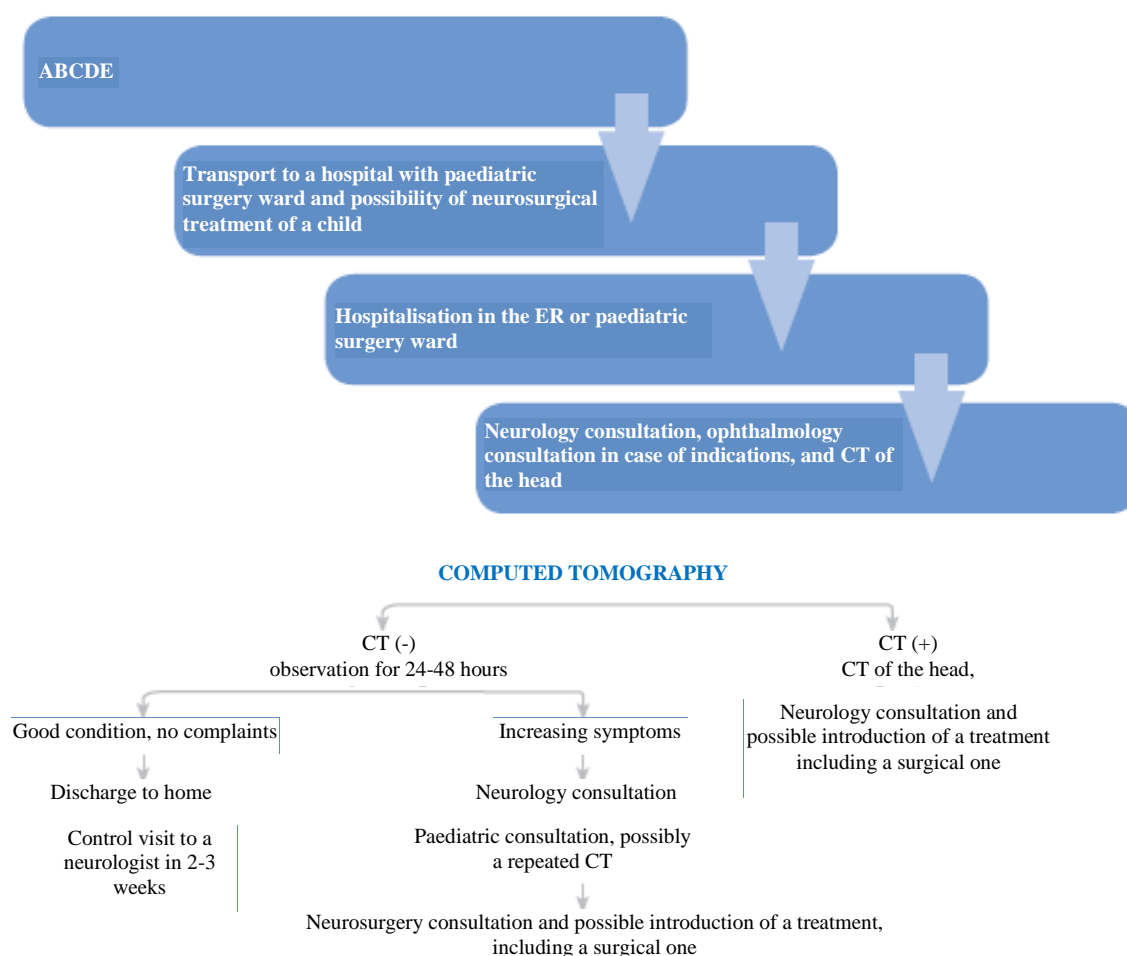 ABCDE
Transport to a hospital with paediatric
surgery ward and possibility of neurosurgical
treatment of a child
Hospitalisation in the ER or paediatric
surgery ward
Neurology consultation, ophthalmology
consultation in case of indications, and CT of
the head
COMPUTED TOMOGRAPHY
CT (-)
observation for 24-48 hours
CT (+)
CT of the head,
Good condition, no complaints
Increasing symptoms
Neurology consultation and
possible introduction of a treatment
including a surgical one
Discharge to home
Neurology consultation
Control visit to a
neurologist in 2-3
weeks
Paediatric consultation, possibly
a repeated CT
Neurosurgery consultation and possible introduction of a treatment,
including a surgical one